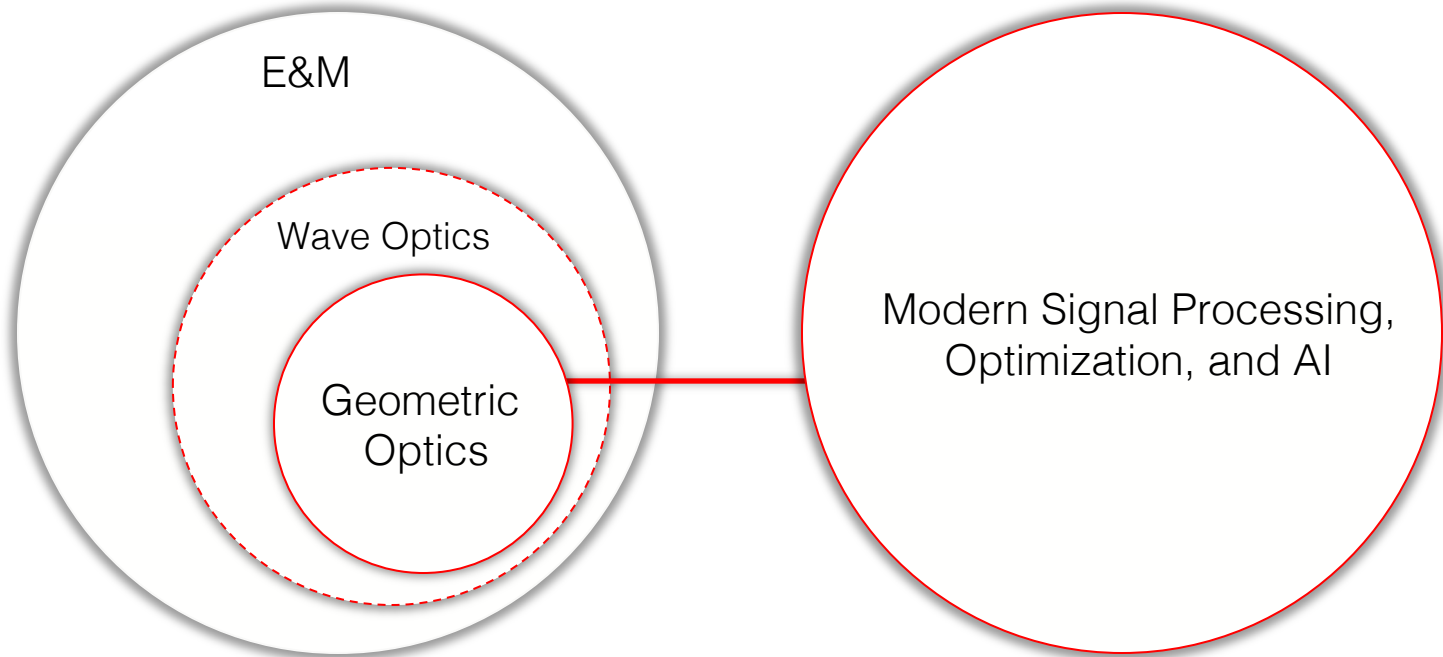 E&M
Wave Optics
Geometric
Optics
Modern Signal Processing,
Optimization, and AI